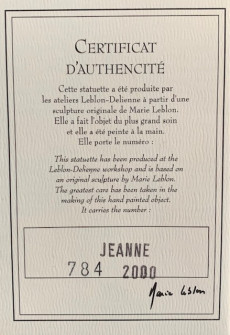 CERTIFICAT
D'AUTHENCITÉ
Cette statuette a été produite par
les ateliers Leblon-Delienne à partir d'une
sculpture originale de Marie Leblon.
Elle a fait l'objet du plus grand soin
et a été peinte à la main.
Elle porte le numéro :
This statuette has been produced at the
Leblon-Delienne workshop and is based on
an original sculpture by Marie Leblon.
The greatest care has been taken in the
making of this hand painted object.
It carries the number :
JEANNE
784 2000
Marie Leblon